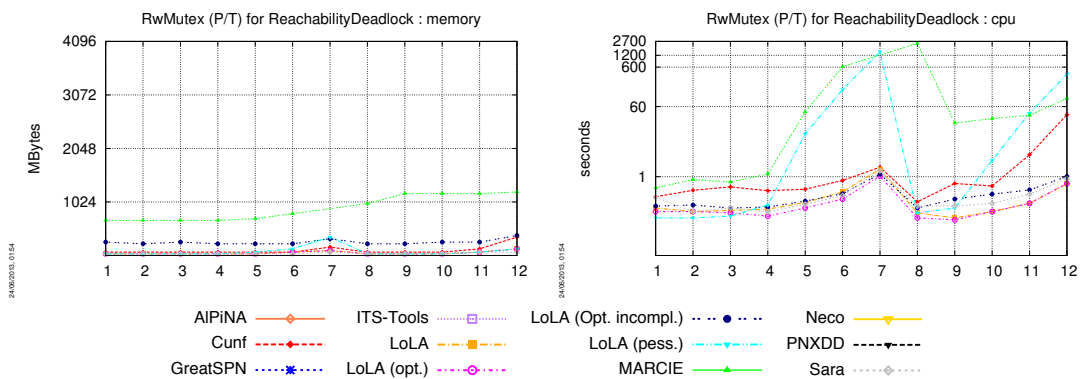 RwMutex (P/T) for ReachabilityDeadlock : memory
4096
3072
2048
1024
MBytes
1 2 3 4 5 6 7 8 9 10 11 12
24/06/2013, 01:54
RwMutex (P/T) for ReachabilityDeadlock : cpu
2700
1200
600
60
1
seconds
1 2 3 4 5 6 7 8 9 10 11 12
24/06/2013, 01:54
AlPiNA
Cunf
GreatSPN
ITS-Tools
LoLA
LoLA (opt.)
LoLA (Opt. incompl.)
LoLA (pess.)
MARCIE
Neco
PNXDD
Sara